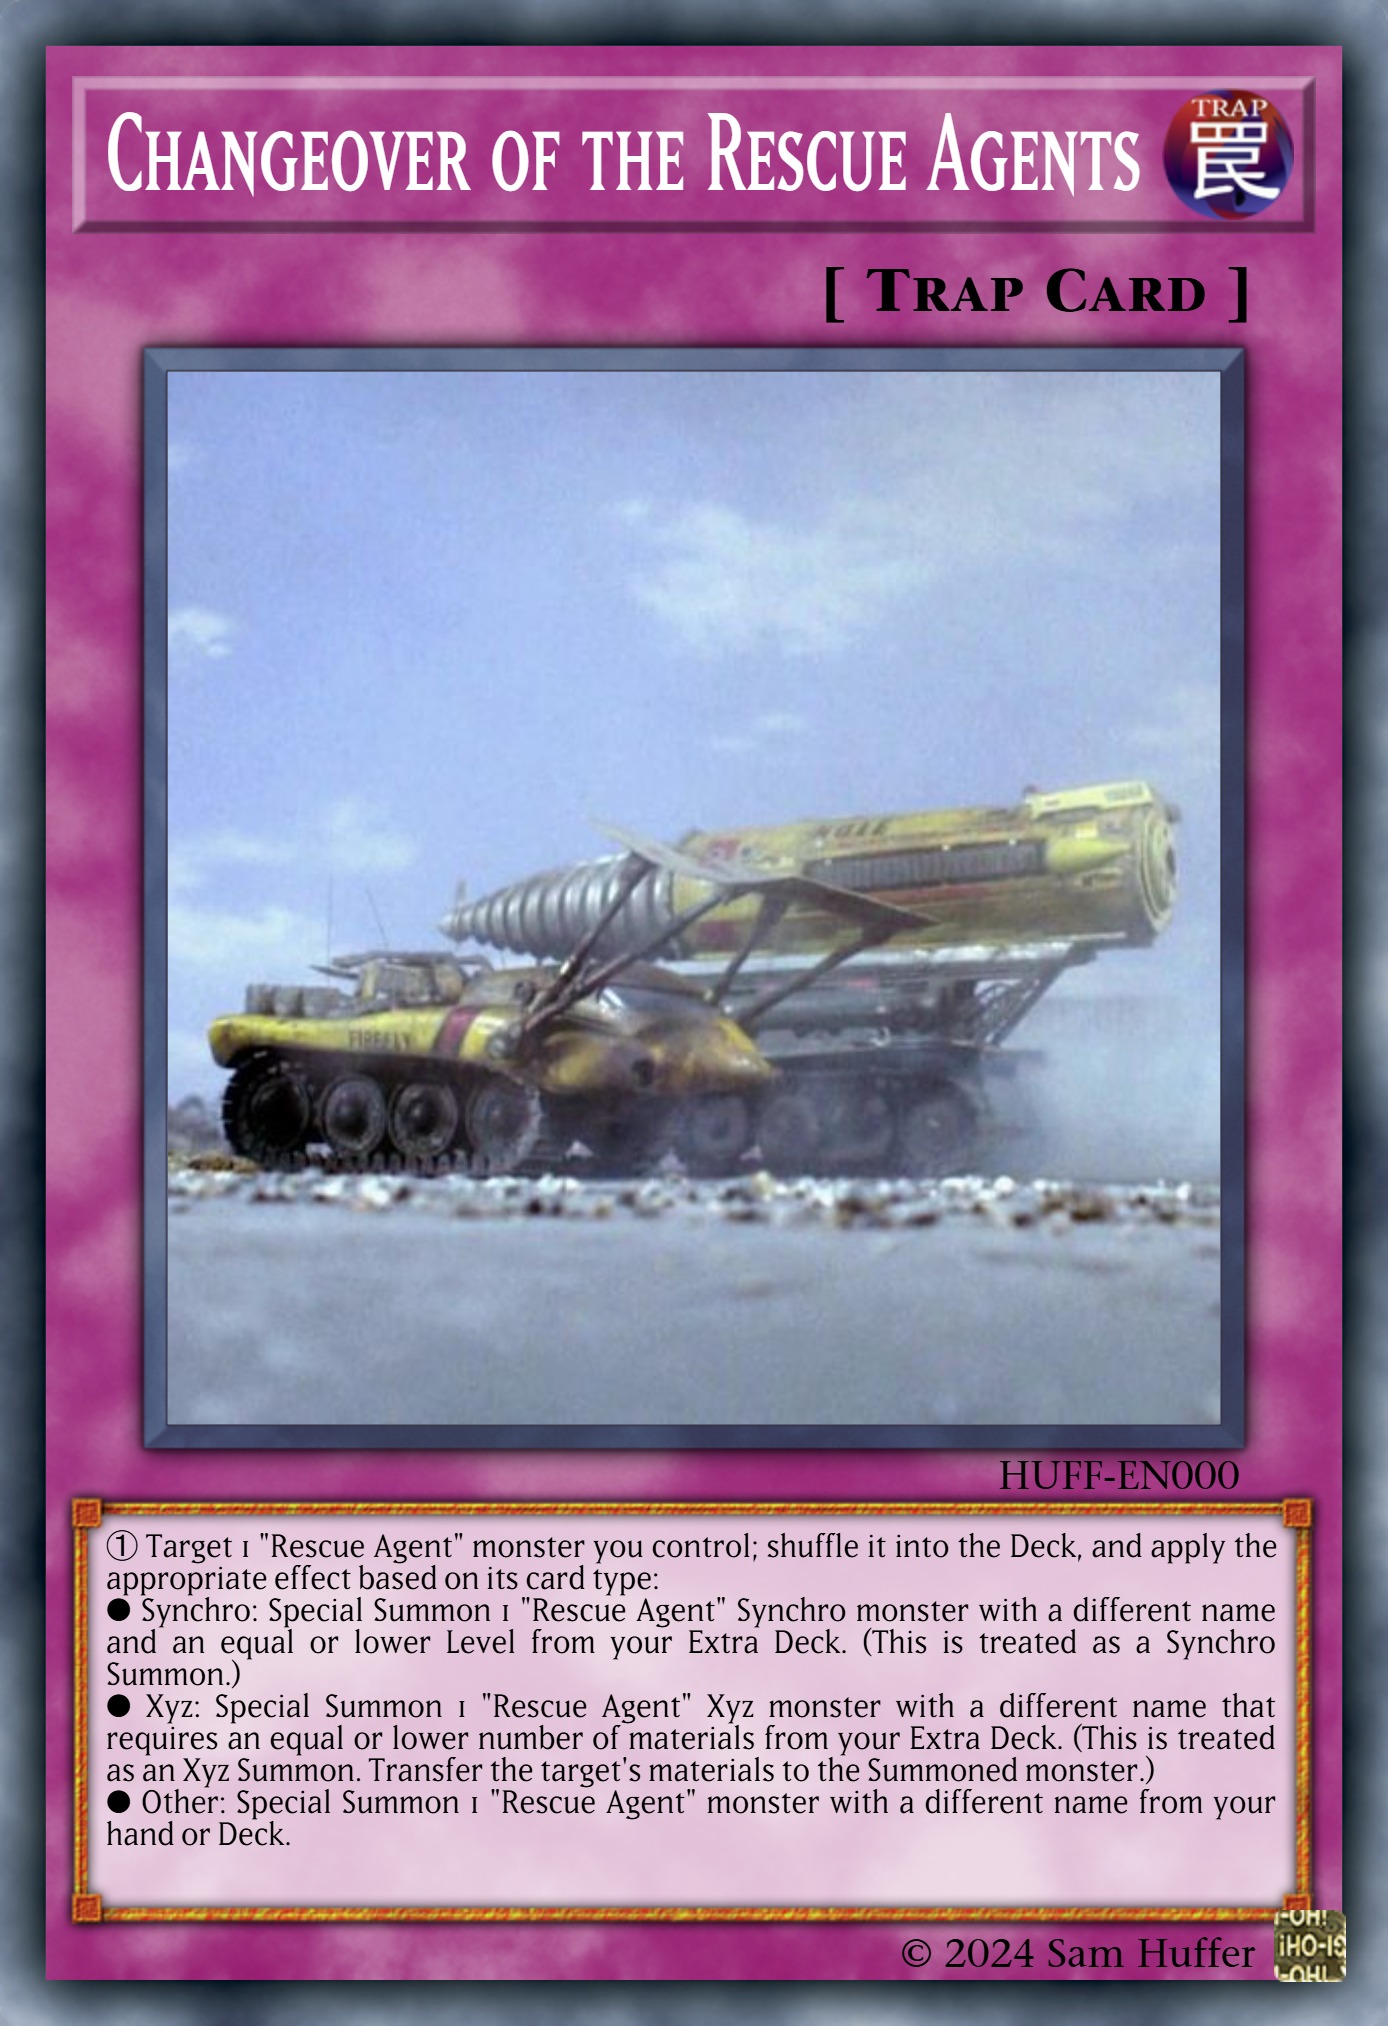 CHANGEOVER OF THE RESCUE AGENTS
TRAP
罠
[ TRAP CARD ]
MOLE
FIREFLY
HUFF-EN000
① Target 1 "Rescue Agent" monster you control; shuffle it into the Deck, and apply the
appropriate effect based on its card type:
● Synchro: Special Summon 1 "Rescue Agent" Synchro monster with a different name
and an equal or lower Level from your Extra Deck. (This is treated as a Synchro
Summon.)
● Xyz: Special Summon 1 "Rescue Agent" Xyz monster with a different name that
requires an equal or lower number of materials from your Extra Deck. (This is treated
as an Xyz Summon. Transfer the target's materials to the Summoned monster.)
● Other: Special Summon 1 "Rescue Agent" monster with a different name from your
hand or Deck.
© 2024 Sam Huffer
-OH!